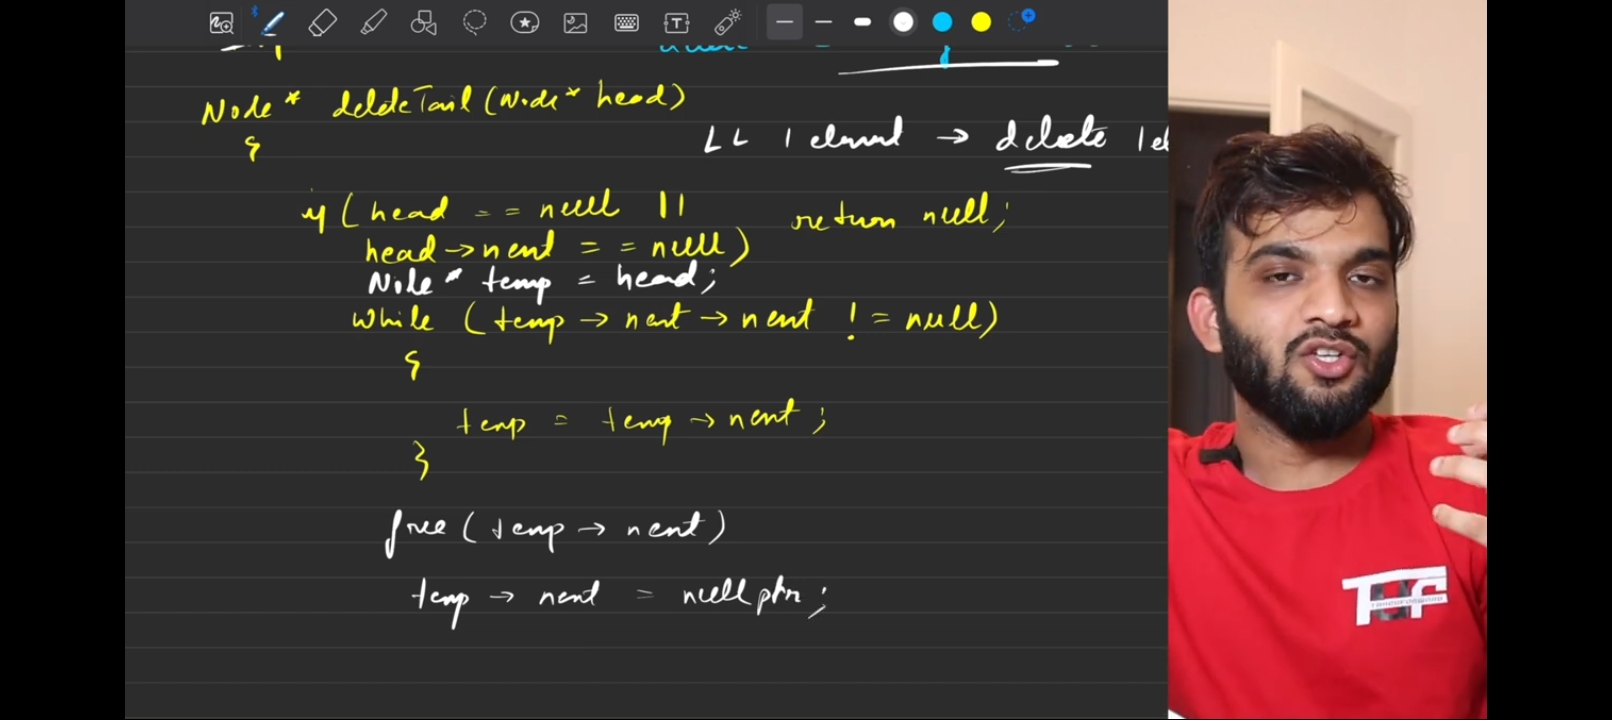 Node* deleteTail(Node* head)
{
LL 1 element → delete 1el
if(head == null || return null;
head→next == null)
Node* temp = head;
while (temp→next→next != null)
{
temp = temp→next;
}
free(temp→next)
temp→next = nullptr;
TUF